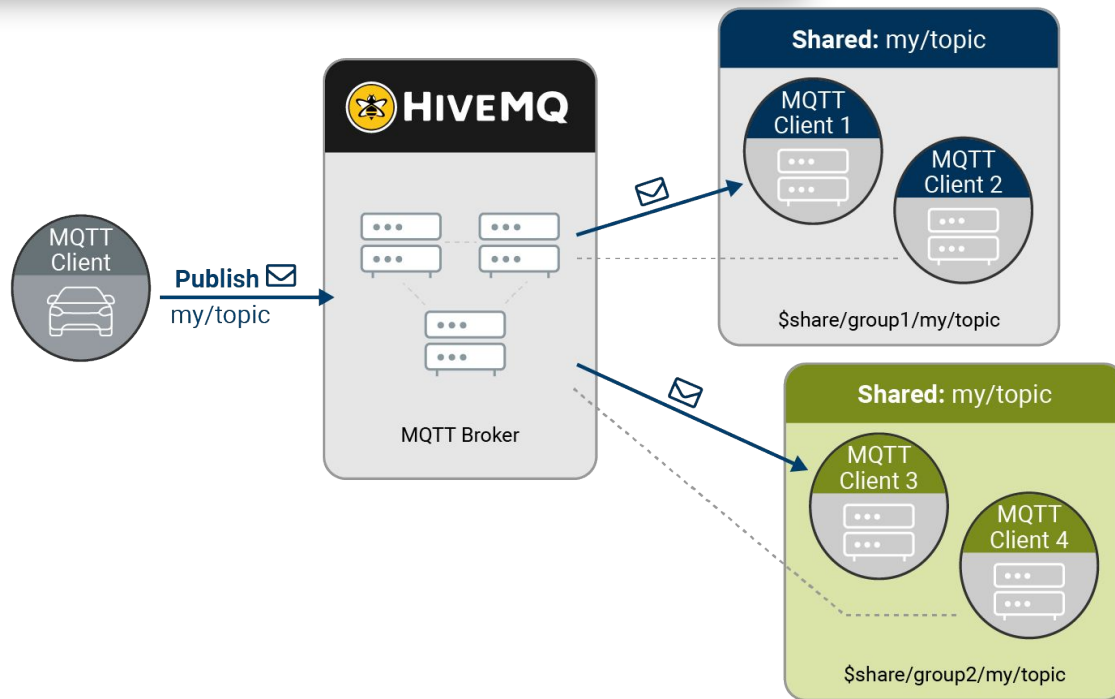 MQTT
Client
Publish
my/topic
HIVEMQ
MQTT Broker
Shared: my/topic
MQTT
Client 1
MQTT
Client 2
$share/group1/my/topic
Shared: my/topic
MQTT
Client 3
MQTT
Client 4
$share/group2/my/topic